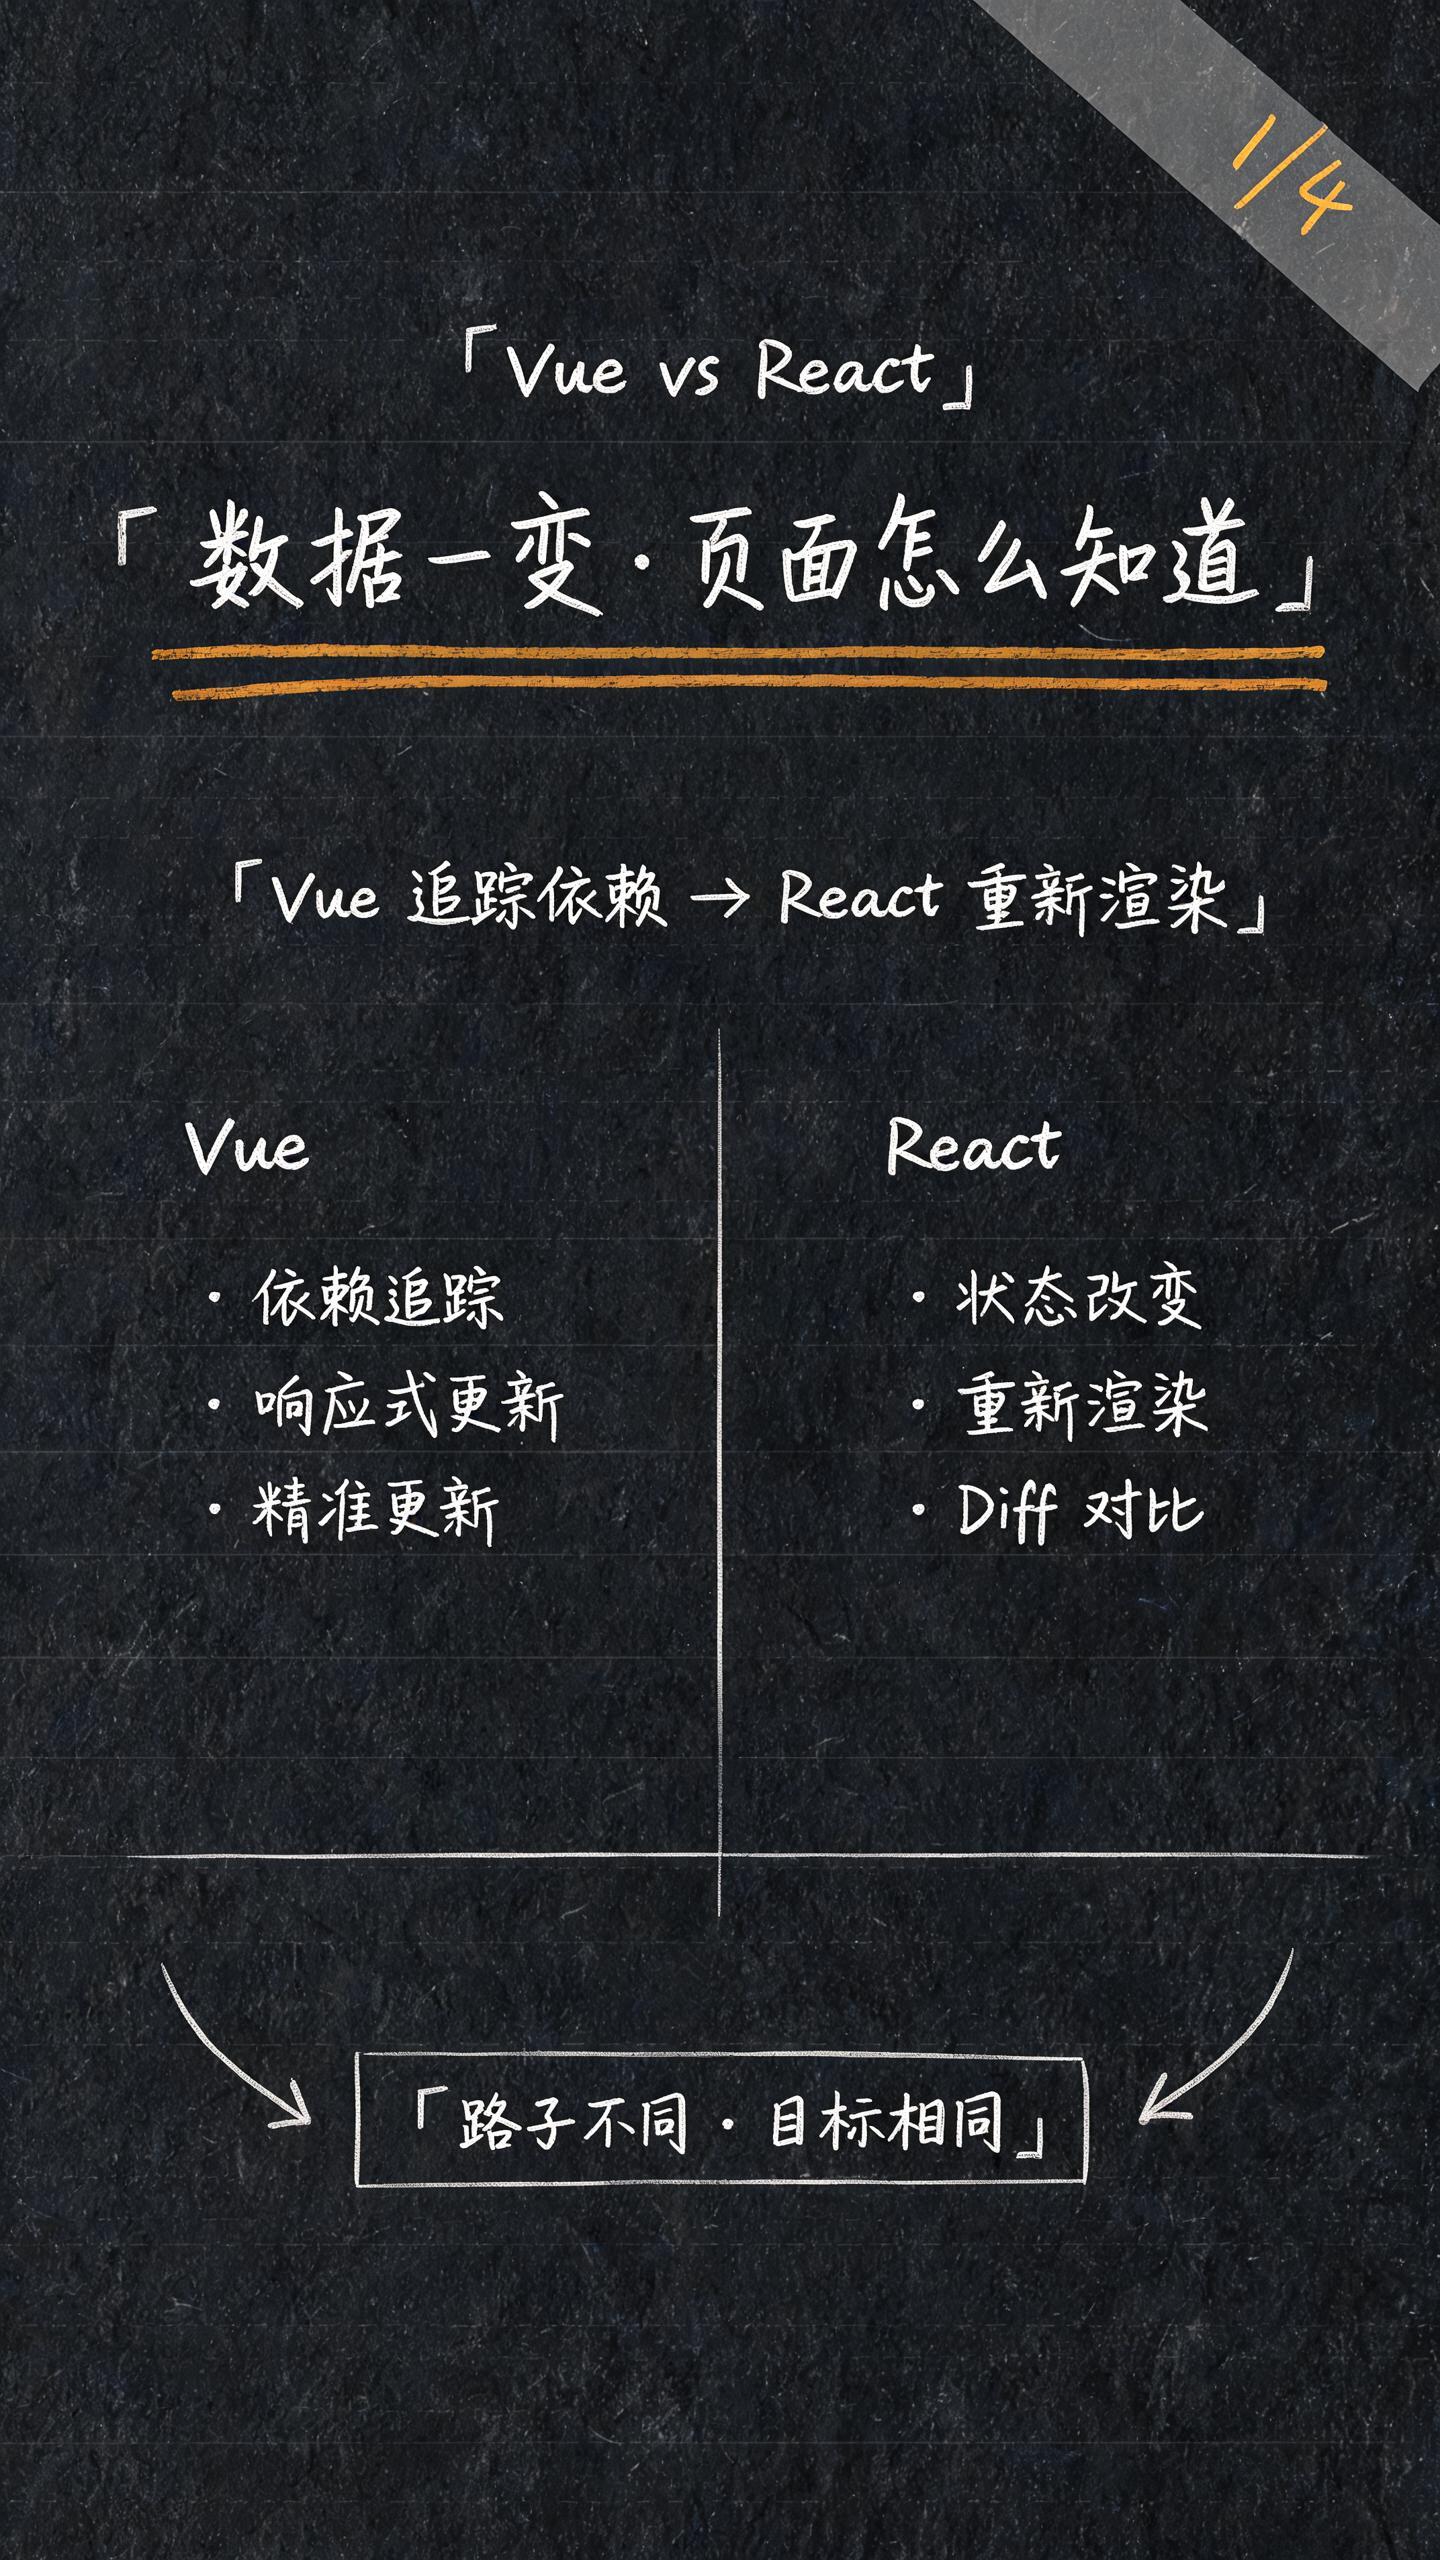 1/4
「Vue vs React」
「数据一变·页面怎么知道」
「Vue 追踪依赖 → React 重新渲染」
Vue
· 依赖追踪
· 响应式更新
· 精准更新
React
· 状态改变
· 重新渲染
· Diff 对比
「路子不同·目标相同」